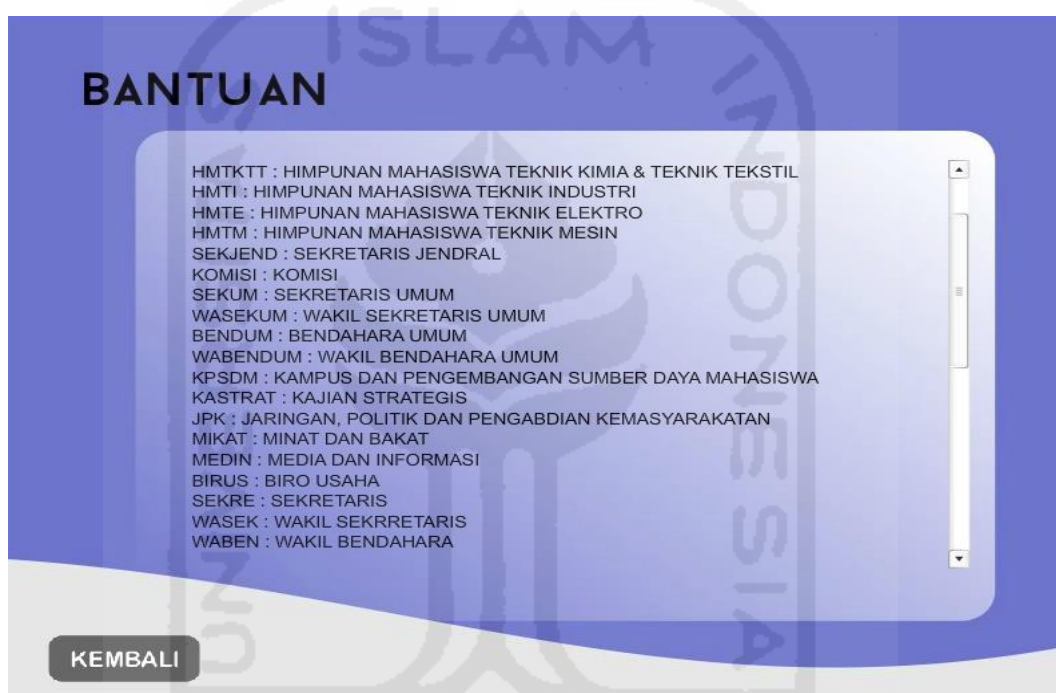 ISLAM
BANTUAN
HMTKTT : HIMPUNAN MAHASISWA TEKNIK KIMIA & TEKNIK TEKSTIL
HMTI : HIMPUNAN MAHASISWA TEKNIK INDUSTRI
HMTE : HIMPUNAN MAHASISWA TEKNIK ELEKTRO
HMTM : HIMPUNAN MAHASISWA TEKNIK MESIN
SEKJEND : SEKRETARIS JENDRAL
KOMISI : KOMISI
SEKUM : SEKRETARIS UMUM
WASEKUM : WAKIL SEKRETARIS UMUM
BENDUM : BENDAHARA UMUM
WABENDUM : WAKIL BENDAHARA UMUM
KPSDM : KAMPUS DAN PENGEMBANGAN SUMBER DAYA MAHASISWA
KASTRAT : KAJIAN STRATEGIS
JPK : JARINGAN, POLITIK DAN PENGABDIAN KEMASYARAKATAN
MIKAT : MINAT DAN BAKAT
MEDIN : MEDIA DAN INFORMASI
BIRUS : BIRO USAHA
SEKRE : SEKRETARIS
WASEK : WAKIL SEKRRETARIS
WABEN : WAKIL BENDAHARA
INDONESIA
KEMBALI